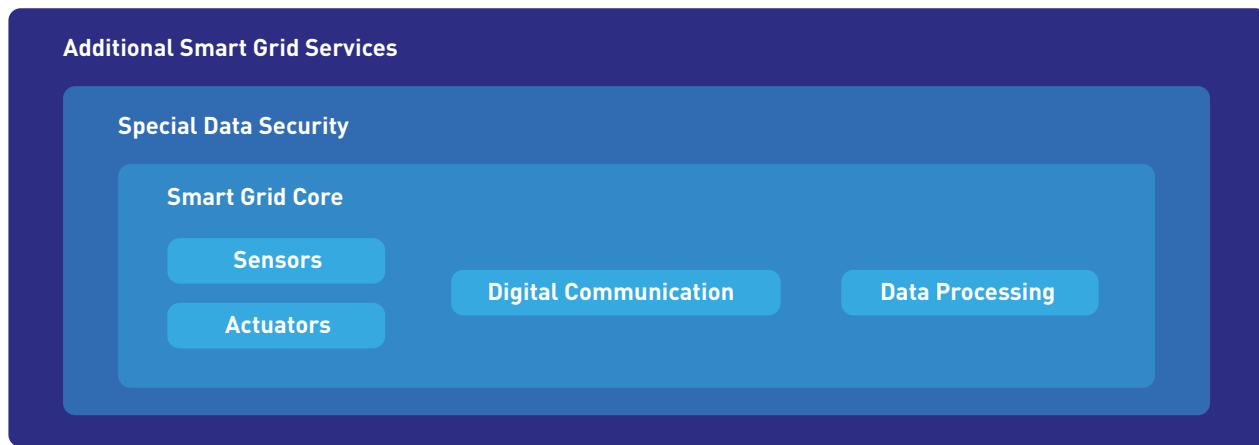 Additional Smart Grid Services
Special Data Security
Smart Grid Core
Sensors
Actuators
Digital Communication
Data Processing